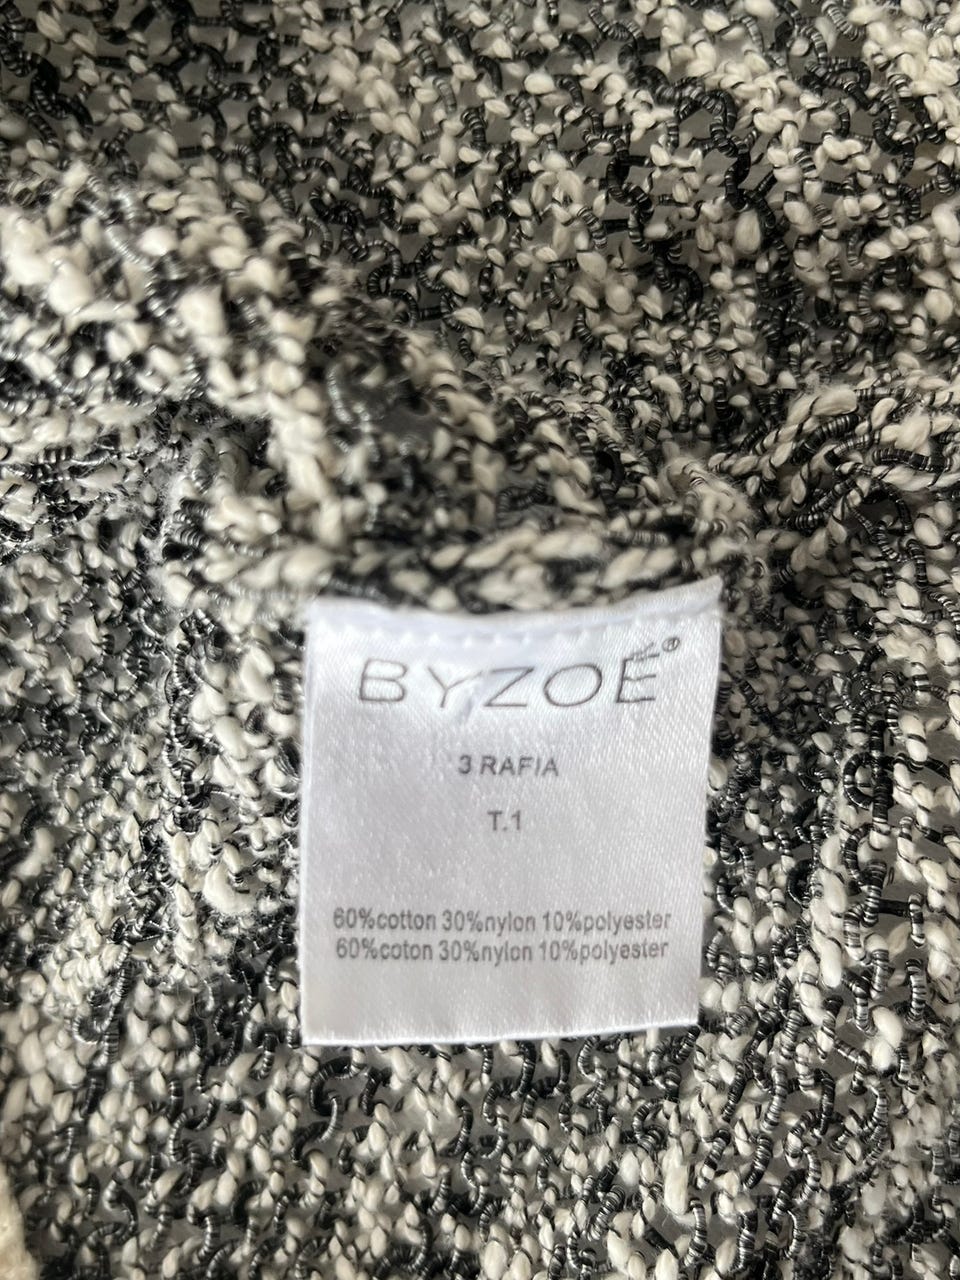 BYZOÉ®
3 RAFIA
T.1
60%cotton 30%nylon 10%polyester
60%coton 30%nylon 10%polyester